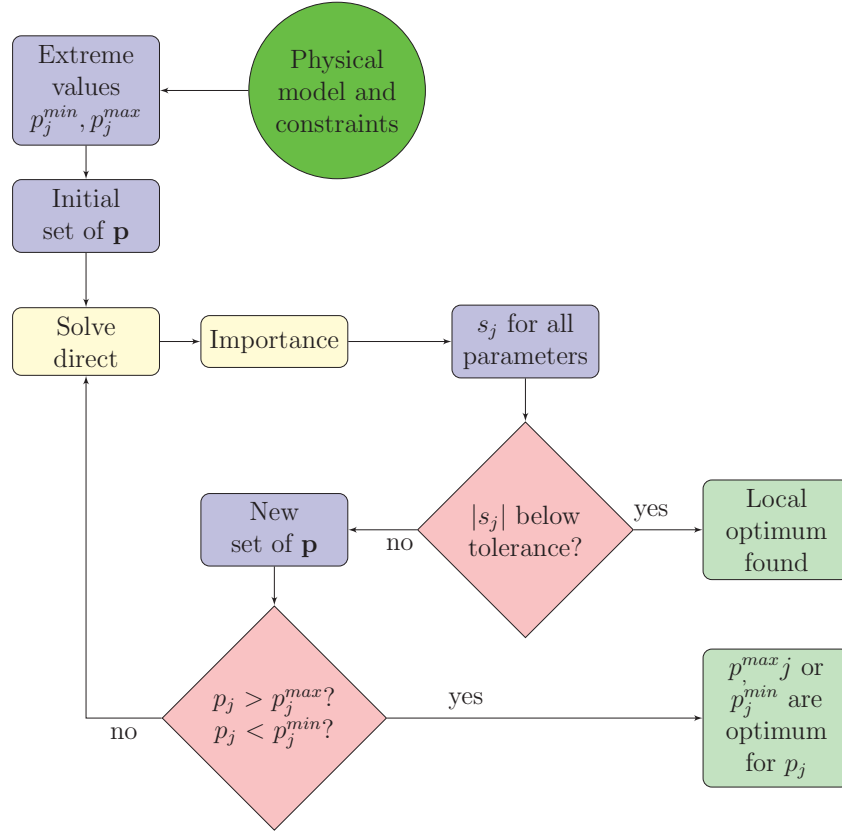 Extreme
values
$p_j^{min}, p_j^{max}$
Physical
model and
constraints
Initial
set of $\mathbf{p}$
Solve
direct
Importance
$s_j$ for all
parameters
$|s_j|$ below
tolerance?
yes
no
Local
optimum
found
New
set of $\mathbf{p}$
$p_j > p_j^{max}$?
$p_j < p_j^{min}$?
yes
no
$p_,^{max} j$ or
$p_j^{min}$ are
optimum
for $p_j$